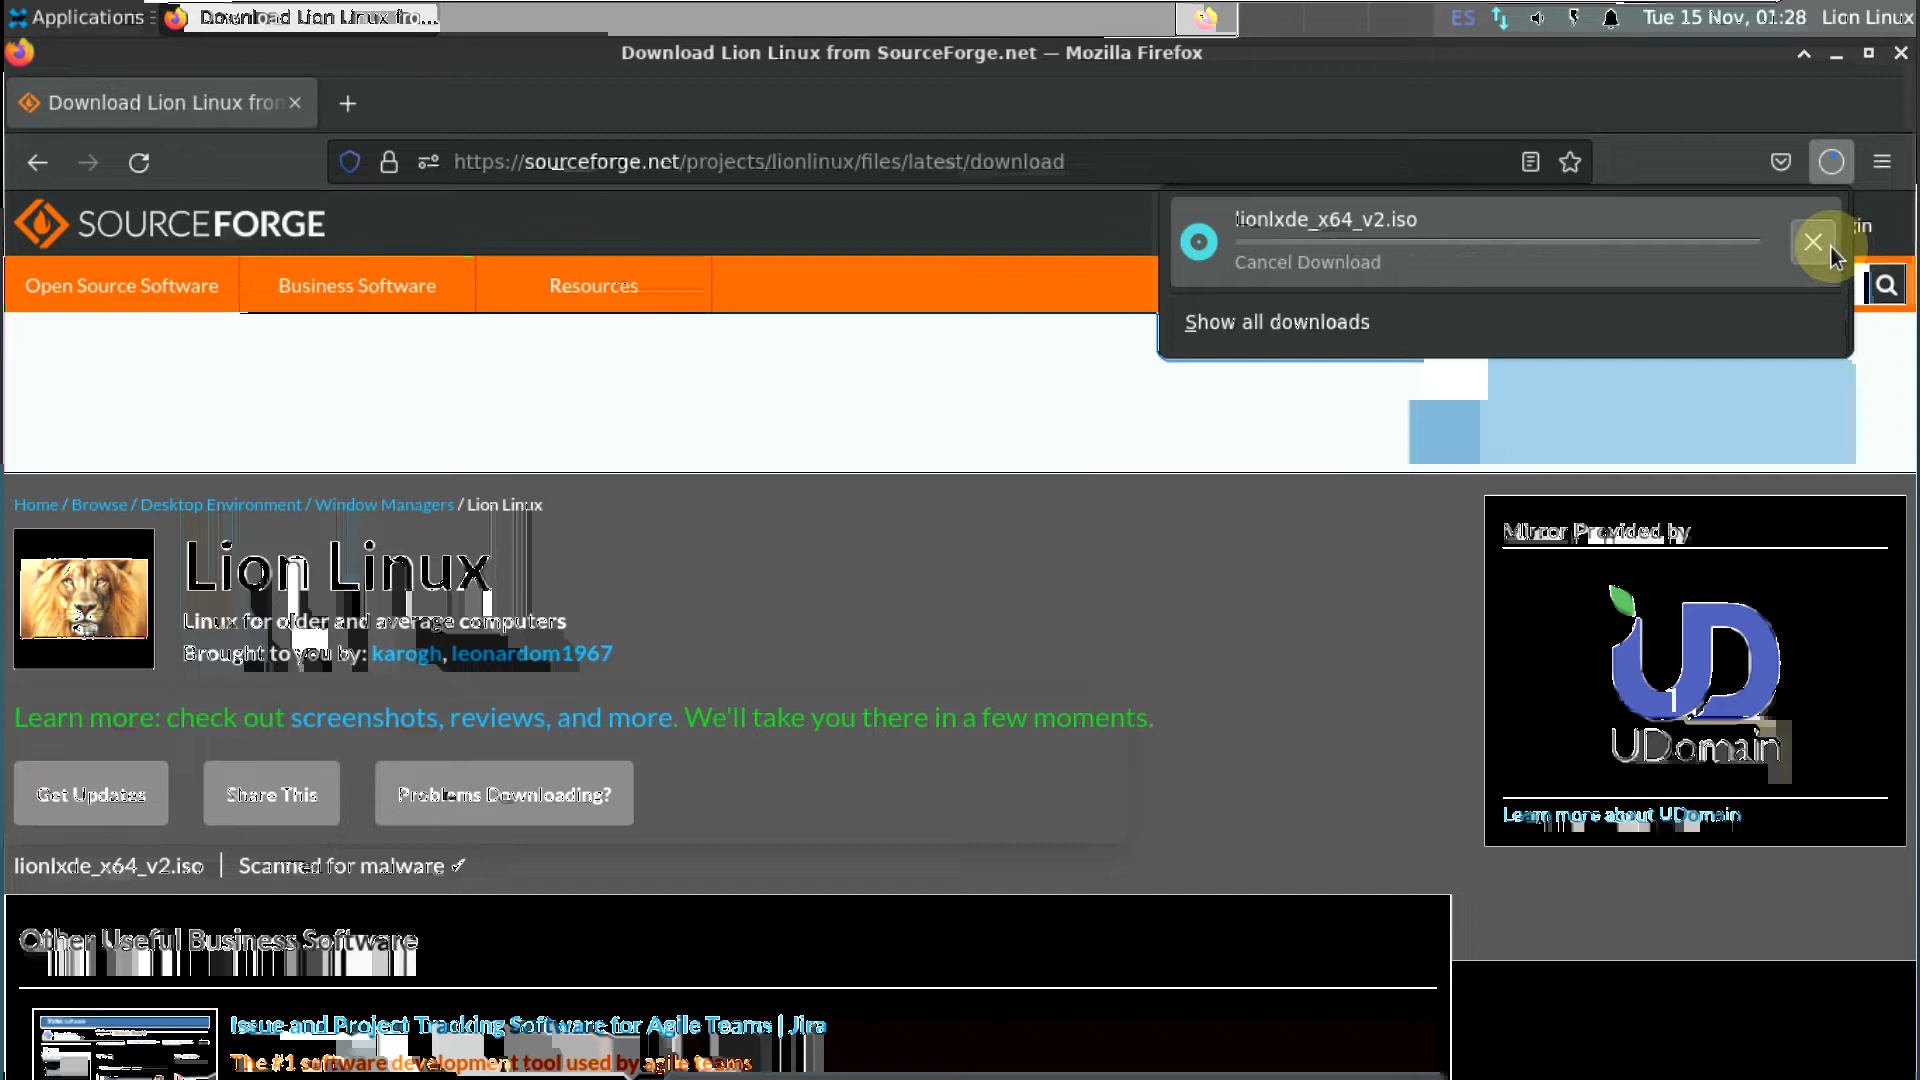 Applications
Download Lion Linux fro...
ES
Tue 15 Nov, 01:28
Lion Linux
Download Lion Linux from SourceForge.net — Mozilla Firefox
Download Lion Linux from
https://sourceforge.net/projects/lionlinux/files/latest/download
SOURCEFORGE
lionlxde_x64_v2.iso
in
Cancel Download
Open Source Software
Business Software
Resources
Show all downloads
Home / Browse / Desktop Environment / Window Managers / Lion Linux
Lion Linux
Linux for older and average computers
Brought to you by: karogh, leonardom1967
Learn more: check out screenshots, reviews, and more. We'll take you there in a few moments.
Get Updates
Share This
Problems Downloading?
lionlxde_x64_v2.iso
Scanned for malware ✓
Mirror Provided by
UD
UDomain
Learn more about UDomain
Other Useful Business Software
Issue and Project Tracking Software for Agile Teams | Jira
The #1 software development tool used by agile teams